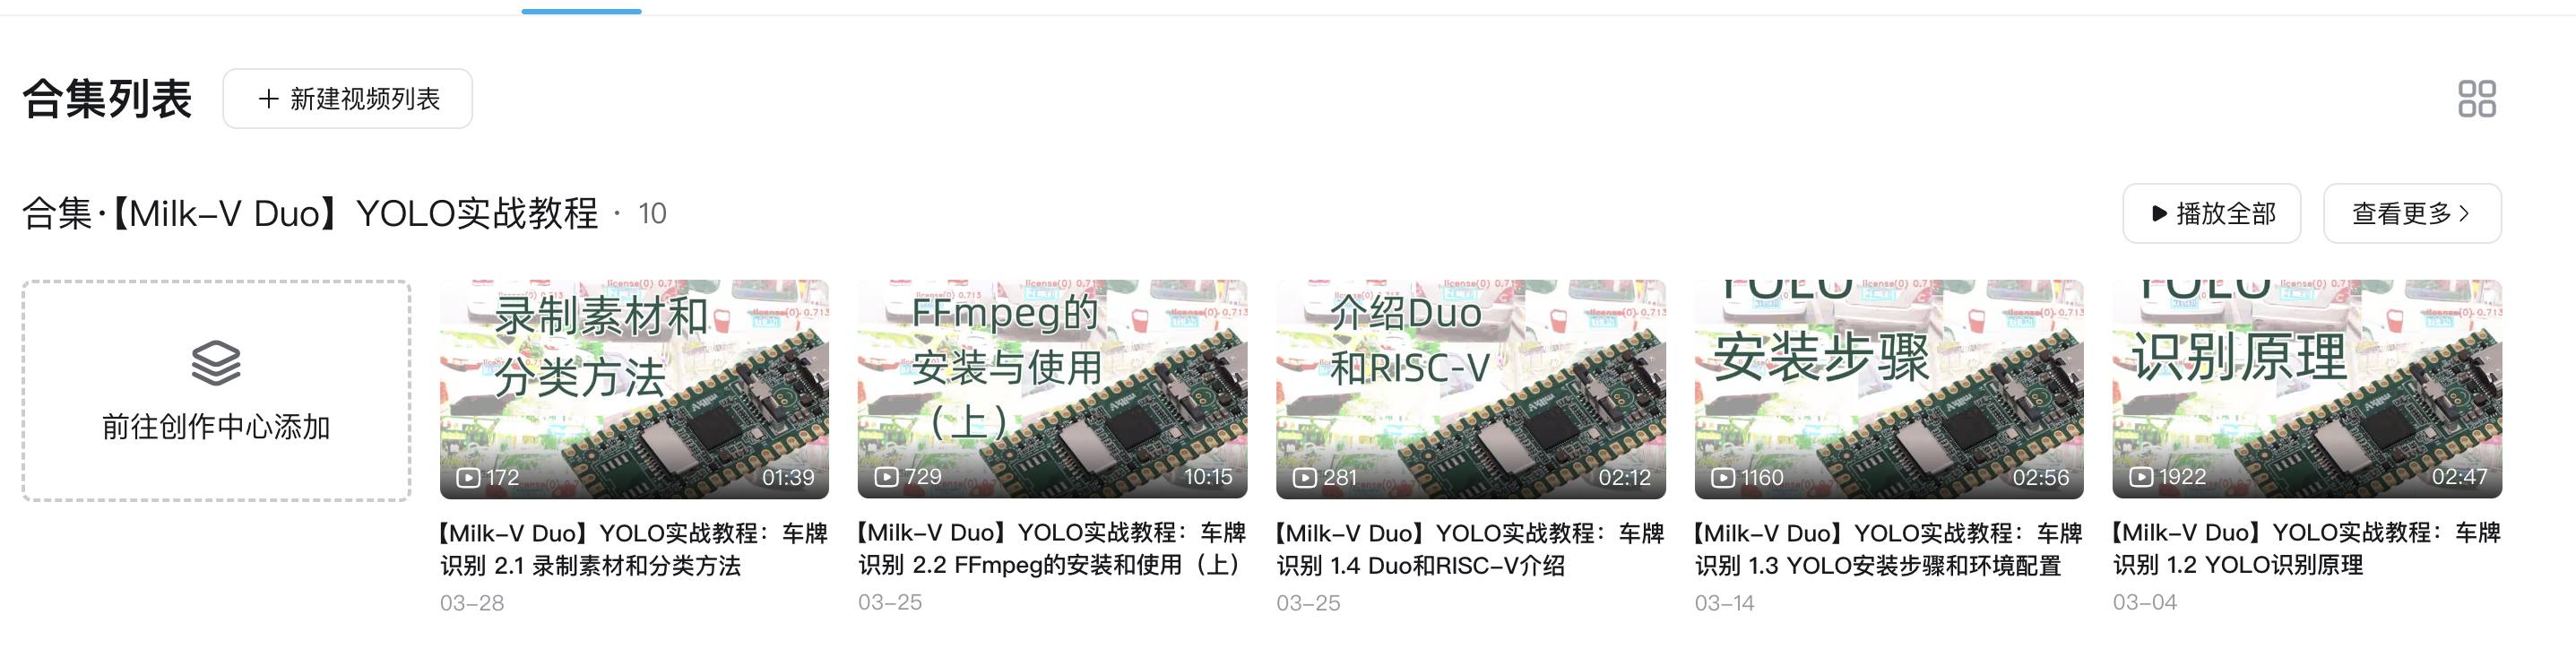 合集列表
新建视频列表
合集·【Milk-V Duo】YOLO实战教程 · 10
播放全部
查看更多
前往创作中心添加
录制素材和
分类方法
172
01:39
【Milk-V Duo】YOLO实战教程：车牌
识别 2.1 录制素材和分类方法
03-28
FFmpeg的
安装与使用
（上）
729
10:15
【Milk-V Duo】YOLO实战教程：车牌
识别 2.2 FFmpeg的安装和使用（上）
03-25
介绍Duo
和RISC-V
281
02:12
【Milk-V Duo】YOLO实战教程：车牌
识别 1.4 Duo和RISC-V介绍
03-25
YOLO
安装步骤
1160
02:56
【Milk-V Duo】YOLO实战教程：车牌
识别 1.3 YOLO安装步骤和环境配置
03-14
YOLO
识别原理
1922
02:47
【Milk-V Duo】YOLO实战教程：车牌
识别 1.2 YOLO识别原理
03-04